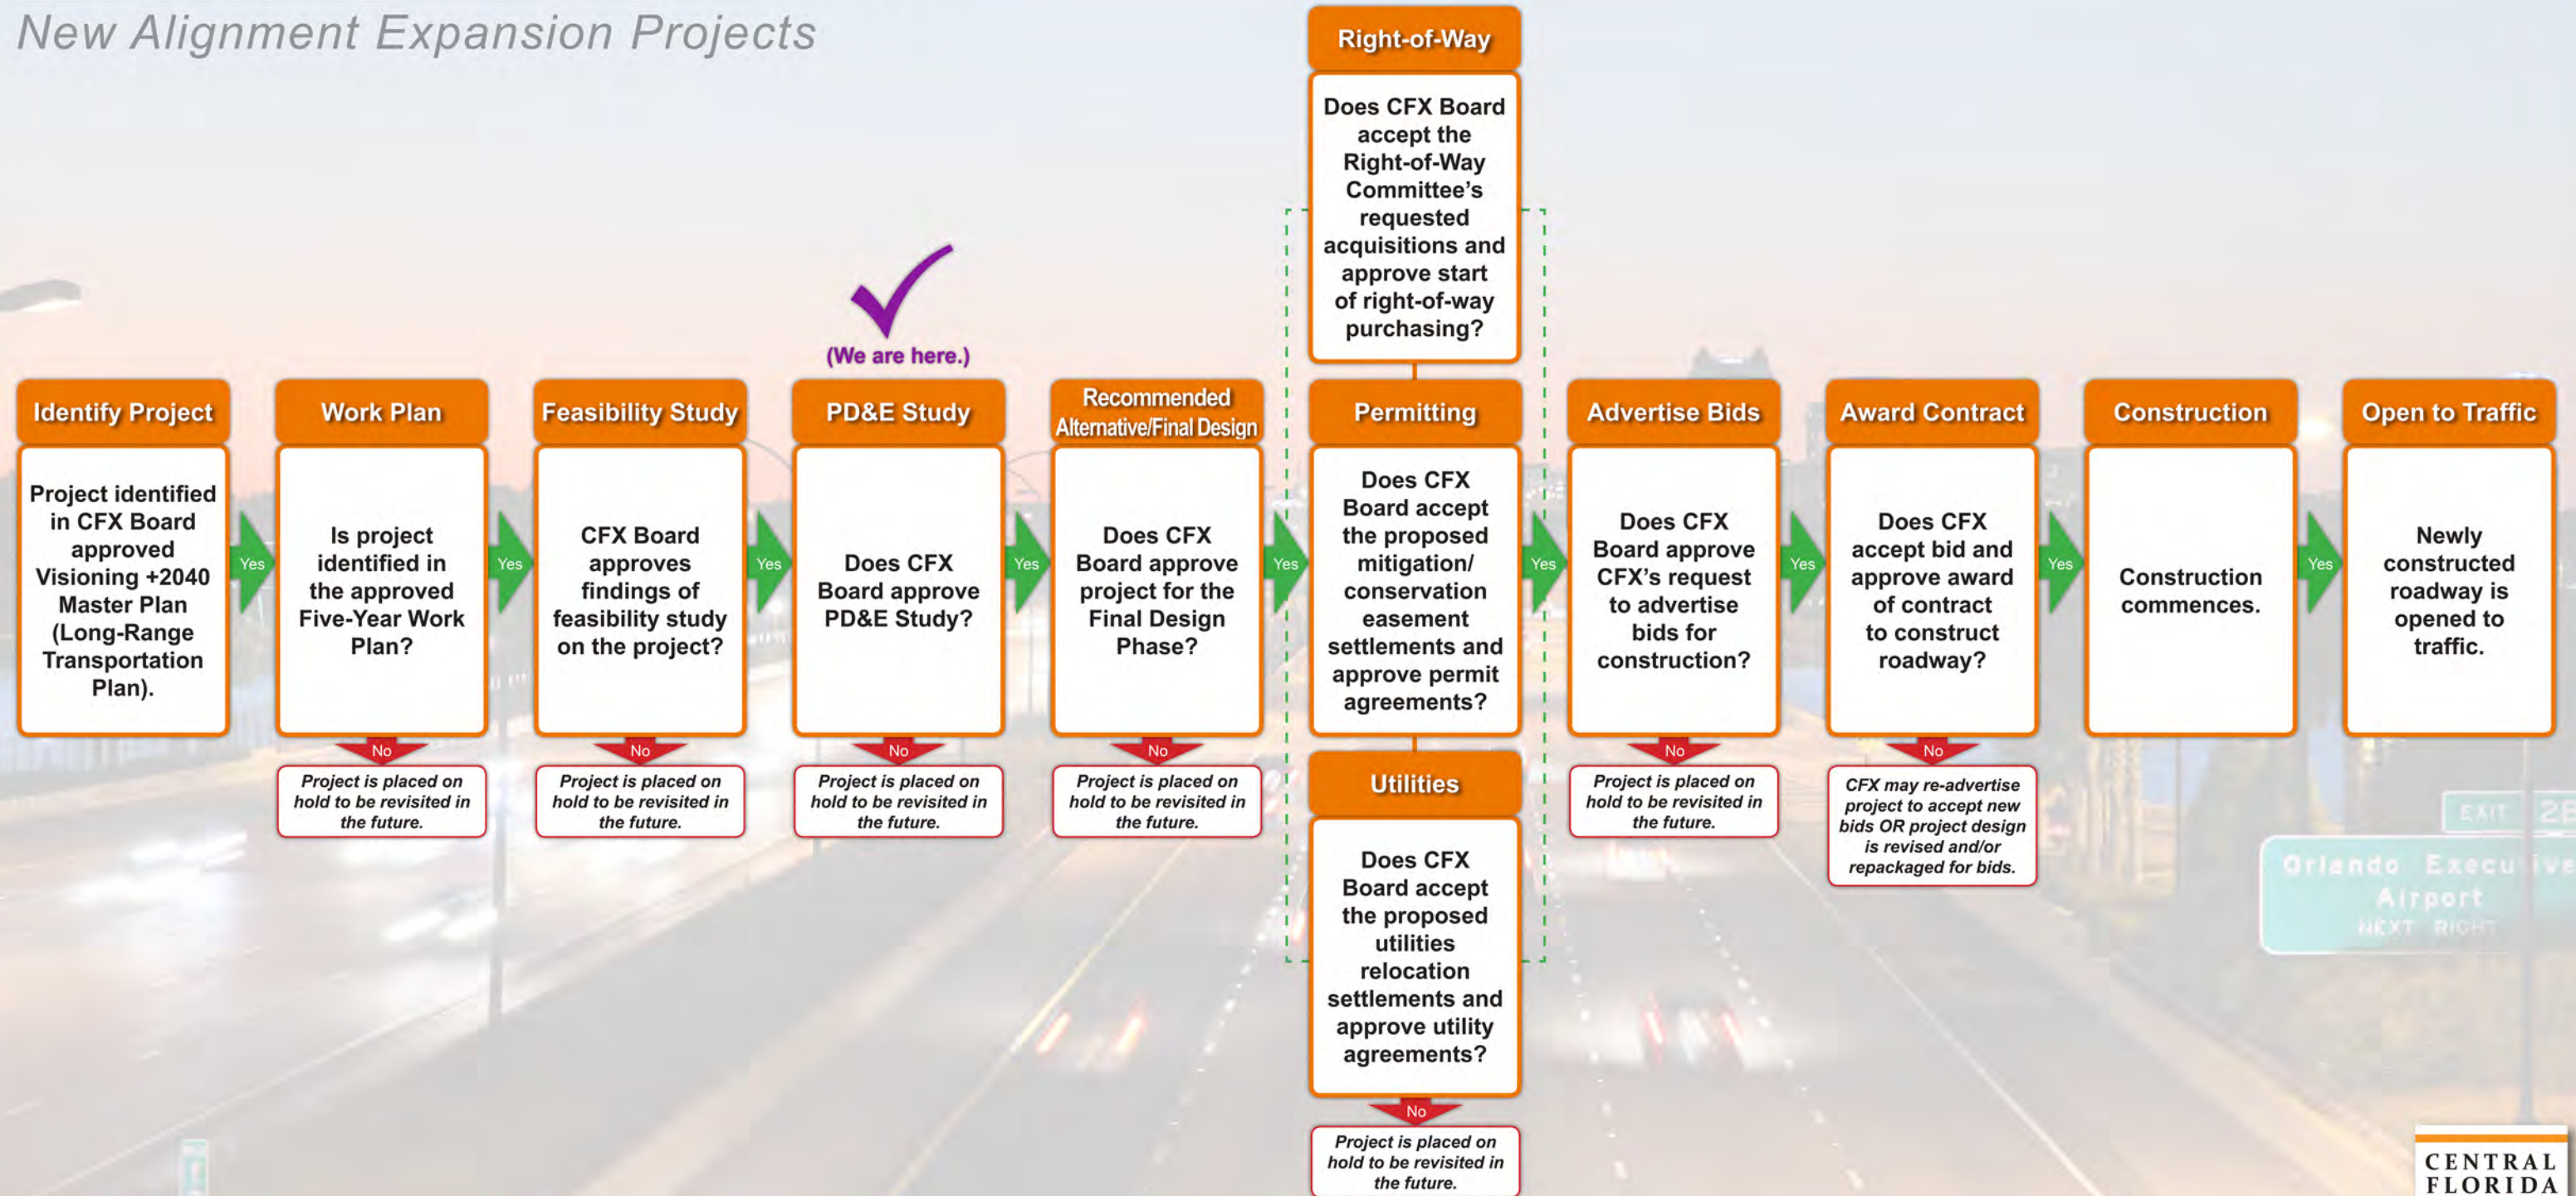 New Alignment Expansion Projects
Right-of-Way
Does CFX Board
accept the
Right-of-Way
Committee's
requested
acquisitions and
approve start
of right-of-way
purchasing?
(We are here.)
Identify Project
Project identified
in CFX Board
approved
Visioning +2040
Master Plan
(Long-Range
Transportation
Plan).
Yes
Work Plan
Is project
identified in
the approved
Five-Year Work
Plan?
No
Project is placed on
hold to be revisited in
the future.
Yes
Feasibility Study
CFX Board
approves
findings of
feasibility study
on the project?
No
Project is placed on
hold to be revisited in
the future.
Yes
PD&E Study
Does CFX
Board approve
PD&E Study?
No
Project is placed on
hold to be revisited in
the future.
Yes
Recommended
Alternative/Final Design
Does CFX
Board approve
project for the
Final Design
Phase?
No
Project is placed on
hold to be revisited in
the future.
Yes
Permitting
Does CFX
Board accept
the proposed
mitigation/
conservation
easement
settlements and
approve permit
agreements?
Utilities
Does CFX
Board accept
the proposed
utilities
relocation
settlements and
approve utility
agreements?
No
Project is placed on
hold to be revisited in
the future.
Yes
Advertise Bids
Does CFX
Board approve
CFX's request
to advertise
bids for
construction?
No
Project is placed on
hold to be revisited in
the future.
Yes
Award Contract
Does CFX
accept bid and
approve award
of contract
to construct
roadway?
No
CFX may re-advertise
project to accept new
bids OR project design
is revised and/or
repackaged for bids.
Yes
Construction
Construction
commences.
Yes
Open to Traffic
Newly
constructed
roadway is
opened to
traffic.
EXIT
Orlando Executive
Airport
NEXT RIGHT
CENTRAL
FLORIDA